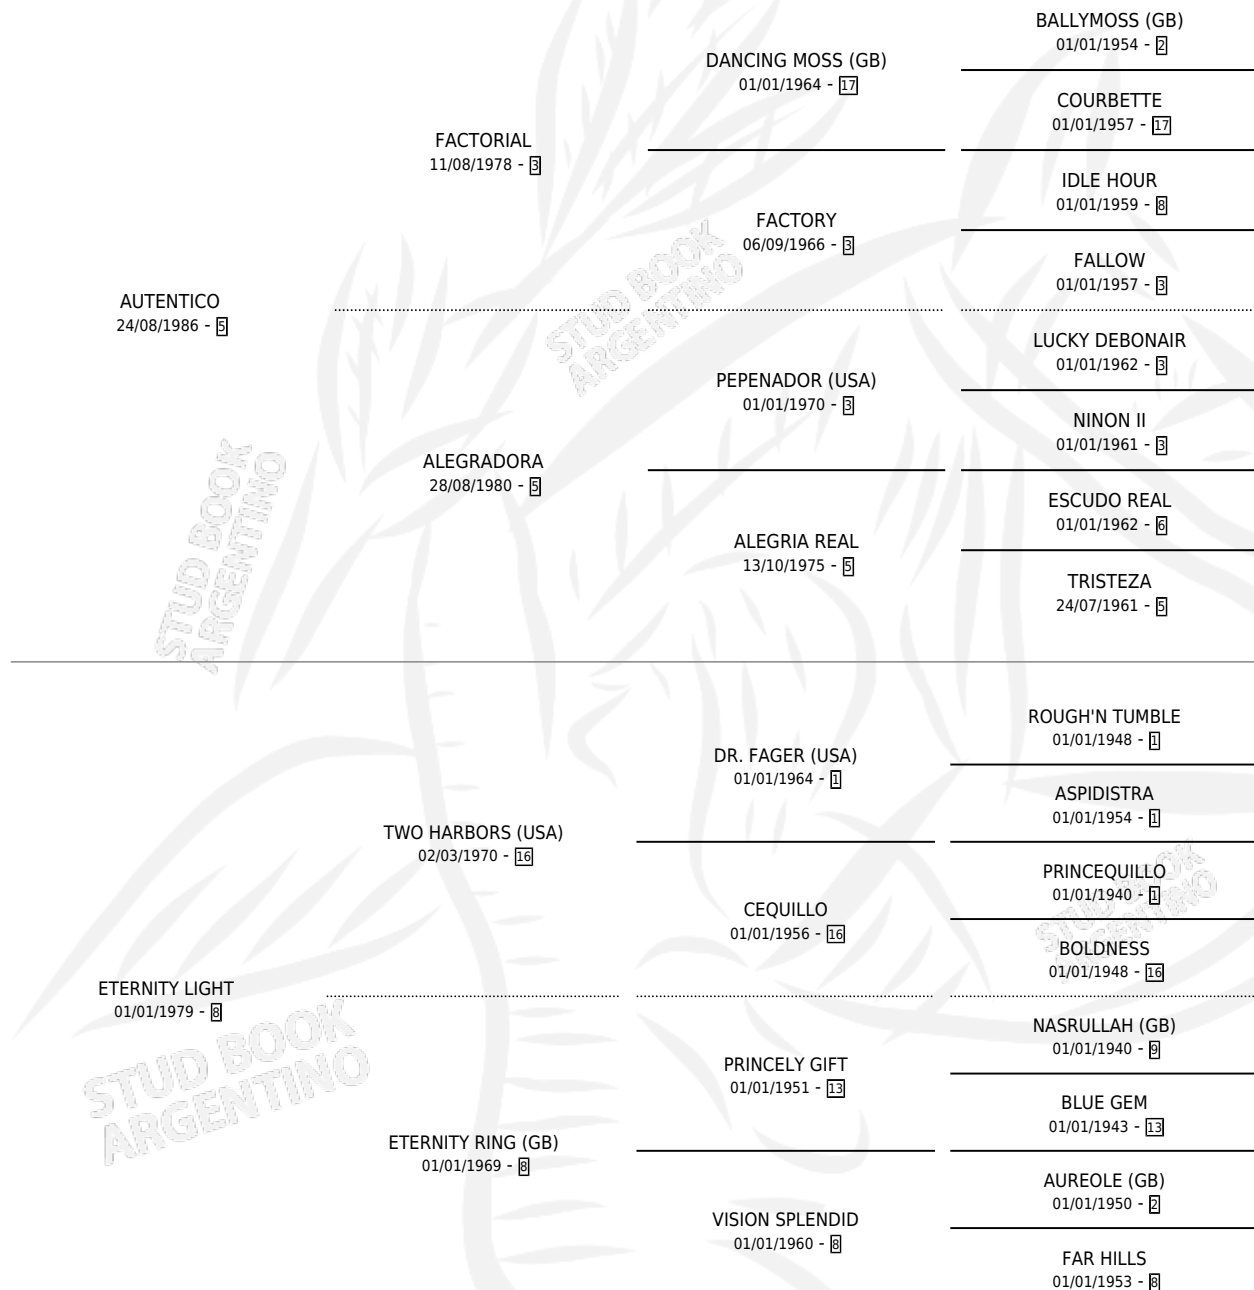 BALLYMOSS (GB)
01/01/1954 - 2
DANCING MOSS (GB)
01/01/1964 - 17
COURBETTE
01/01/1957 - 17
FACTORIAL
11/08/1978 - 3
IDLE HOUR
01/01/1959 - 8
FACTORY
06/09/1966 - 3
FALLOW
01/01/1957 - 3
AUTENTICO
24/08/1986 - 5
LUCKY DEBONAIR
01/01/1962 - 3
PEPENADOR (USA)
01/01/1970 - 3
NINON II
01/01/1961 - 3
ALEGRADORA
28/08/1980 - 5
ESCUDO REAL
01/01/1962 - 6
ALEGRIA REAL
13/10/1975 - 5
TRISTEZA
24/07/1961 - 5
ROUGH'N TUMBLE
01/01/1948 - 1
DR. FAGER (USA)
01/01/1964 - 1
ASPIDISTRA
01/01/1954 - 1
TWO HARBORS (USA)
02/03/1970 - 16
PRINCEQUILLO
01/01/1940 - 1
CEQUILLO
01/01/1956 - 16
BOLDNESS
01/01/1948 - 16
ETERNITY LIGHT
01/01/1979 - 8
NASRULLAH (GB)
01/01/1940 - 9
PRINCELY GIFT
01/01/1951 - 13
BLUE GEM
01/01/1943 - 13
ETERNITY RING (GB)
01/01/1969 - 8
AUREOLE (GB)
01/01/1950 - 2
VISION SPLENDID
01/01/1960 - 8
FAR HILLS
01/01/1953 - 8
STUD BOOK
ARGENTINO
STUD BOOK
ARGENTINO
STUD BOOK
ARGENTINO
STUD BOOK
ARGENTINO